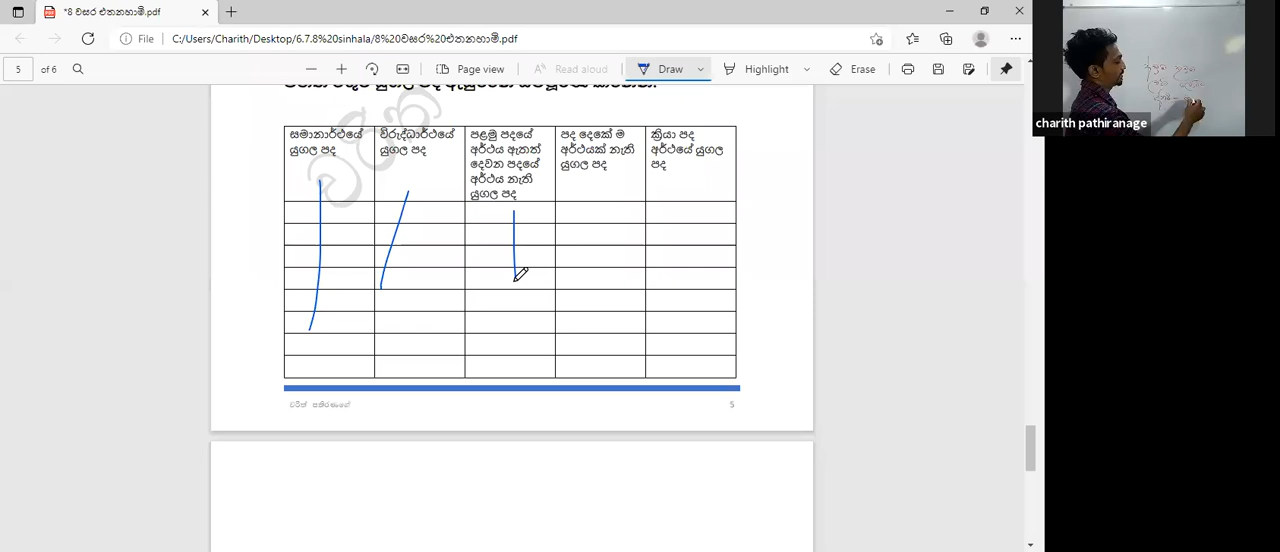 *8 වසර එතනහාමි.pdf
File C:/Users/Charith/Desktop/6.7.8%20sinhala/8%20වසර%20එතනහාමි.pdf
5 of 6 Page view Read aloud Draw Highlight Erase
charith pathiranage
සමානාර්ථයේ
යුගල පද
විරුද්ධාර්ථයේ
යුගල පද
පළමු පදයේ
අර්ථය ඇතත්
දෙවන පදයේ
අර්ථය නැති
යුගල පද
පද දෙකේ ම
අර්ථයක් නැති
යුගල පද
ක්‍රියා පද
අර්ථයේ යුගල
පද
චරිත් පතිරණගේ 5